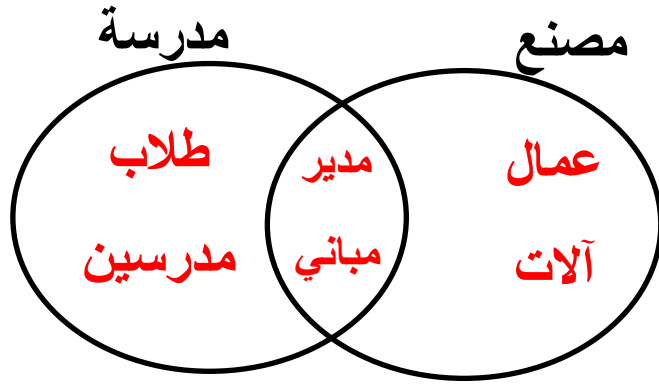 مصنع
مدرسة
عمال
مدير
طلاب
آلات
مباني
مدرسين